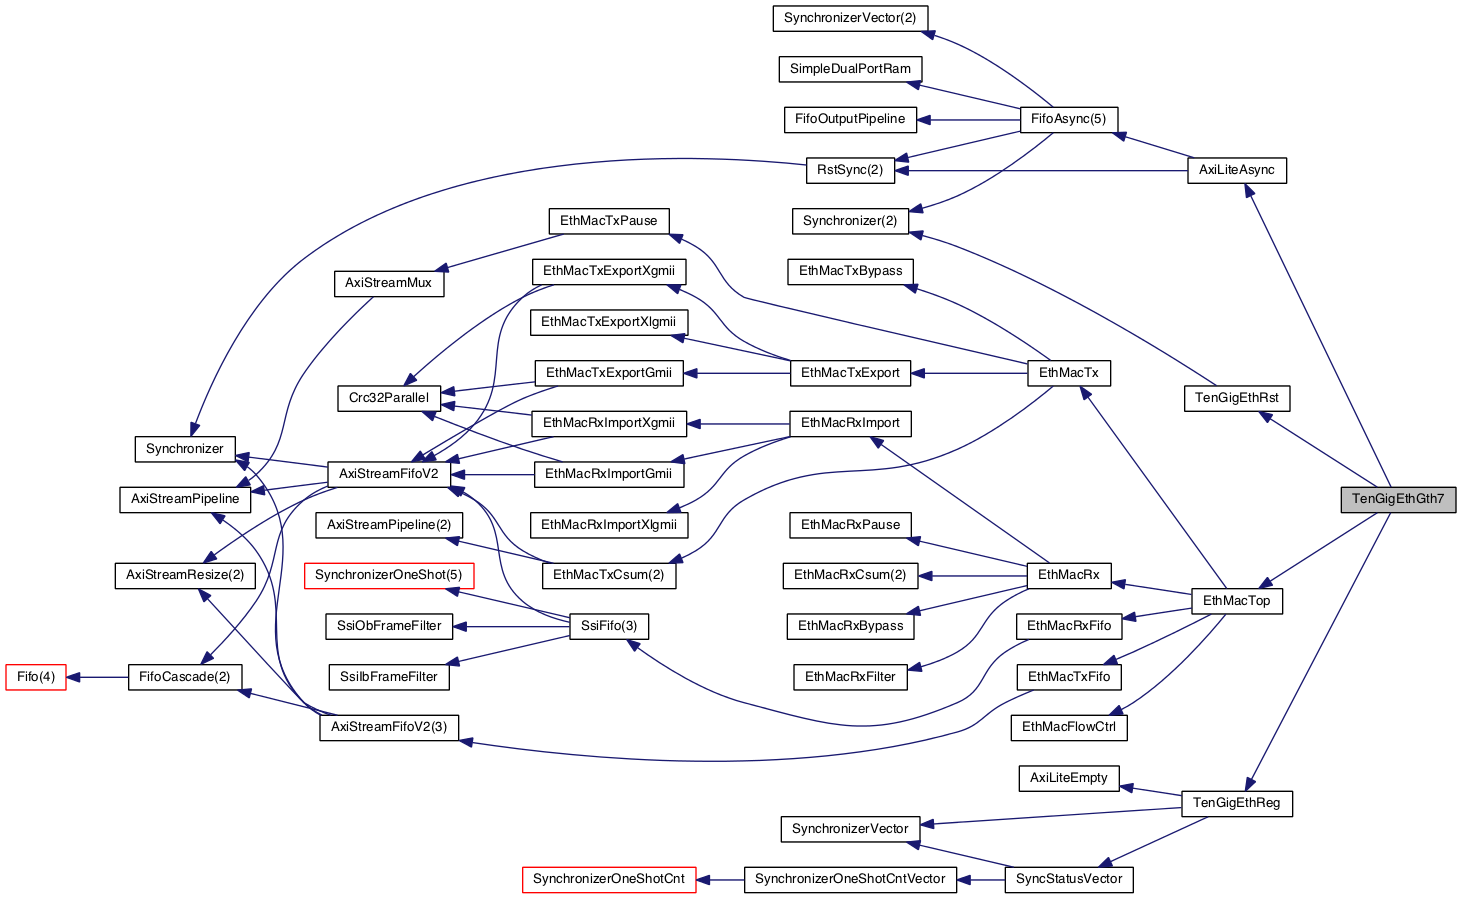 SynchronizerVector(2)
SimpleDualPortRam
FifoOutputPipeline
FifoAsync(5)
RstSync(2)
AxiLiteAsync
Synchronizer(2)
EthMacTxPause
EthMacTxExportXgmii
EthMacTxBypass
AxiStreamMux
EthMacTxExportXlgmii
EthMacTxExportGmii
EthMacTxExport
EthMacTx
Crc32Parallel
TenGigEthRst
EthMacRxImportXgmii
EthMacRxImport
Synchronizer
AxiStreamFifoV2
EthMacRxImportGmii
AxiStreamPipeline
TenGigEthGth7
AxiStreamPipeline(2)
EthMacRxImportXlgmii
EthMacRxPause
AxiStreamResize(2)
SynchronizerOneShot(5)
EthMacTxCsum(2)
EthMacRxCsum(2)
EthMacRx
EthMacTop
SsiObFrameFilter
SsiFifo(3)
EthMacRxBypass
EthMacRxFifo
Fifo(4)
FifoCascade(2)
SsiIbFrameFilter
EthMacRxFilter
EthMacTxFifo
AxiStreamFifoV2(3)
EthMacFlowCtrl
AxiLiteEmpty
TenGigEthReg
SynchronizerVector
SynchronizerOneShotCnt
SynchronizerOneShotCntVector
SyncStatusVector